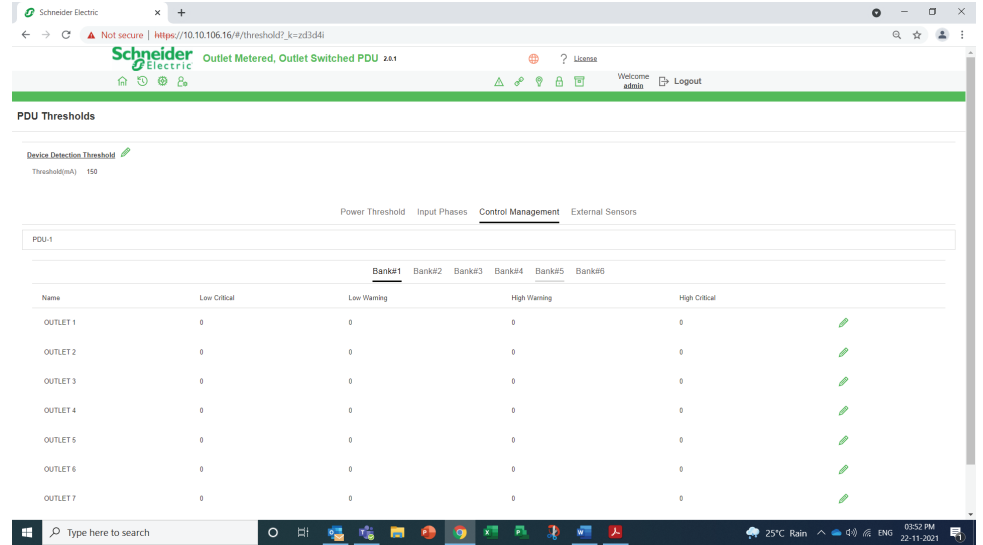 Schneider Electric
Not secure | https://10.10.106.16/#/threshold?_k=zd3d4i
Schneider Electric Outlet Metered, Outlet Switched PDU 2.0.1 ? License
Welcome admin Logout
PDU Thresholds
Device Detection Threshold
Threshold(mA) 150
Power Threshold Input Phases Control Management External Sensors
PDU-1
Bank#1 Bank#2 Bank#3 Bank#4 Bank#5 Bank#6
Name Low Critical Low Warning High Warning High Critical
OUTLET 1 0 0 0 0
OUTLET 2 0 0 0 0
OUTLET 3 0 0 0 0
OUTLET 4 0 0 0 0
OUTLET 5 0 0 0 0
OUTLET 6 0 0 0 0
OUTLET 7 0 0 0 0
Type here to search 25°C Rain ENG 03:52 PM
22-11-2021